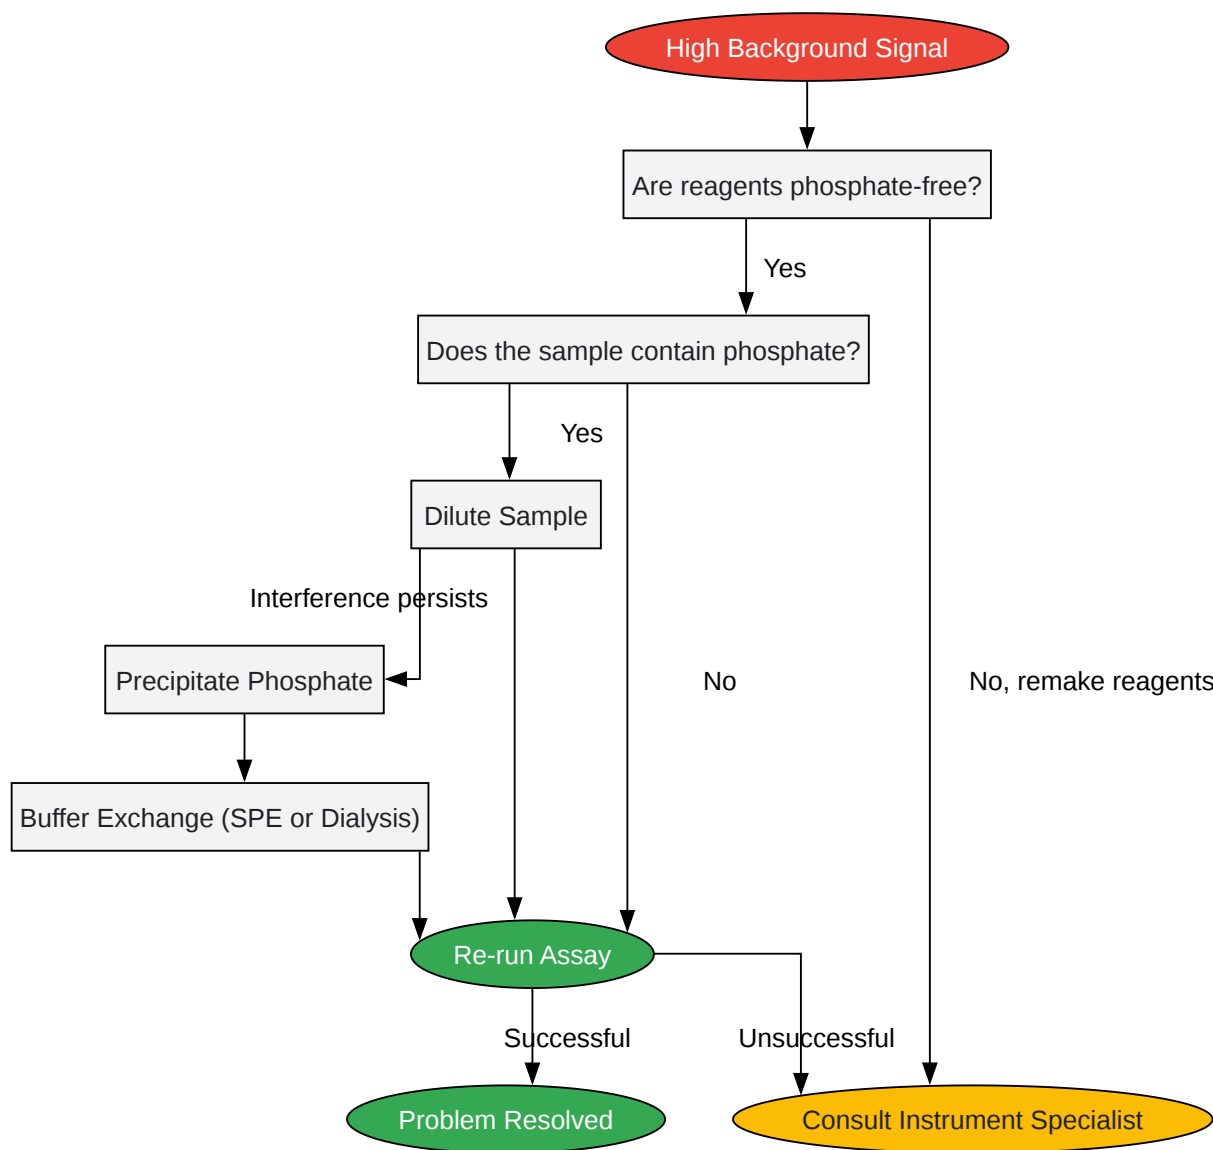 High Background Signal
Are reagents phosphate-free?
Yes
Does the sample contain phosphate?
Yes
Dilute Sample
Interference persists
Precipitate Phosphate
No
No, remake reagents
Buffer Exchange (SPE or Dialysis)
Re-run Assay
Successful
Unsuccessful
Problem Resolved
Consult Instrument Specialist